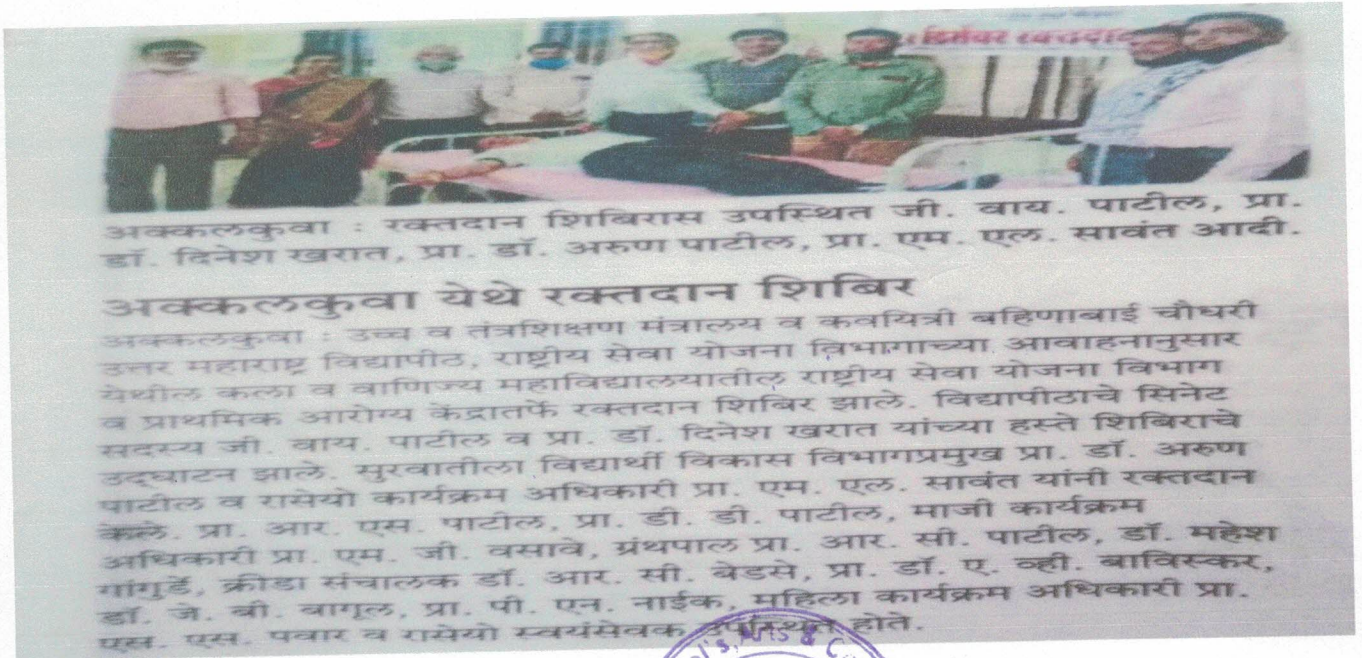 डिसेंबर रक्तदान
अक्कलकुवा : रक्तदान शिबिरास उपस्थित जी. वाय. पाटील, प्रा.
डॉ. दिनेश खरात, प्रा. डॉ. अरुण पाटील, प्रा. एम. एल. सावंत आदी.
अक्कलकुवा येथे रक्तदान शिबिर
अक्कलकुवा : उच्च व तंत्रशिक्षण मंत्रालय व कवयित्री बहिणाबाई चौधरी
उत्तर महाराष्ट्र विद्यापीठ, राष्ट्रीय सेवा योजना विभागाच्या आवाहनानुसार
येथील कला व वाणिज्य महाविद्यालयातील राष्ट्रीय सेवा योजना विभाग
व प्राथमिक आरोग्य केंद्रातर्फे रक्तदान शिबिर झाले. विद्यापीठाचे सिनेट
सदस्य जी. वाय. पाटील व प्रा. डॉ. दिनेश खरात यांच्या हस्ते शिबिराचे
उद्‌घाटन झाले. सुरवातीला विद्यार्थी विकास विभागप्रमुख प्रा. डॉ. अरुण
पाटील व रासेयो कार्यक्रम अधिकारी प्रा. एम. एल. सावंत यांनी रक्तदान
केले. प्रा. आर. एस. पाटील, प्रा. डी. डी. पाटील, माजी कार्यक्रम
अधिकारी प्रा. एम. जी. वसावे, ग्रंथपाल प्रा. आर. सी. पाटील, डॉ. महेश
गांगुर्डे, क्रीडा संचालक डॉ. आर. सी. बेडसे, प्रा. डॉ. ए. व्ही. बाविस्कर,
डॉ. जे. बी. बागूल, प्रा. पी. एन. नाईक, महिला कार्यक्रम अधिकारी प्रा.
एस. एस. पवार व रासेयो स्वयंसेवक उपस्थित होते.
Arts &